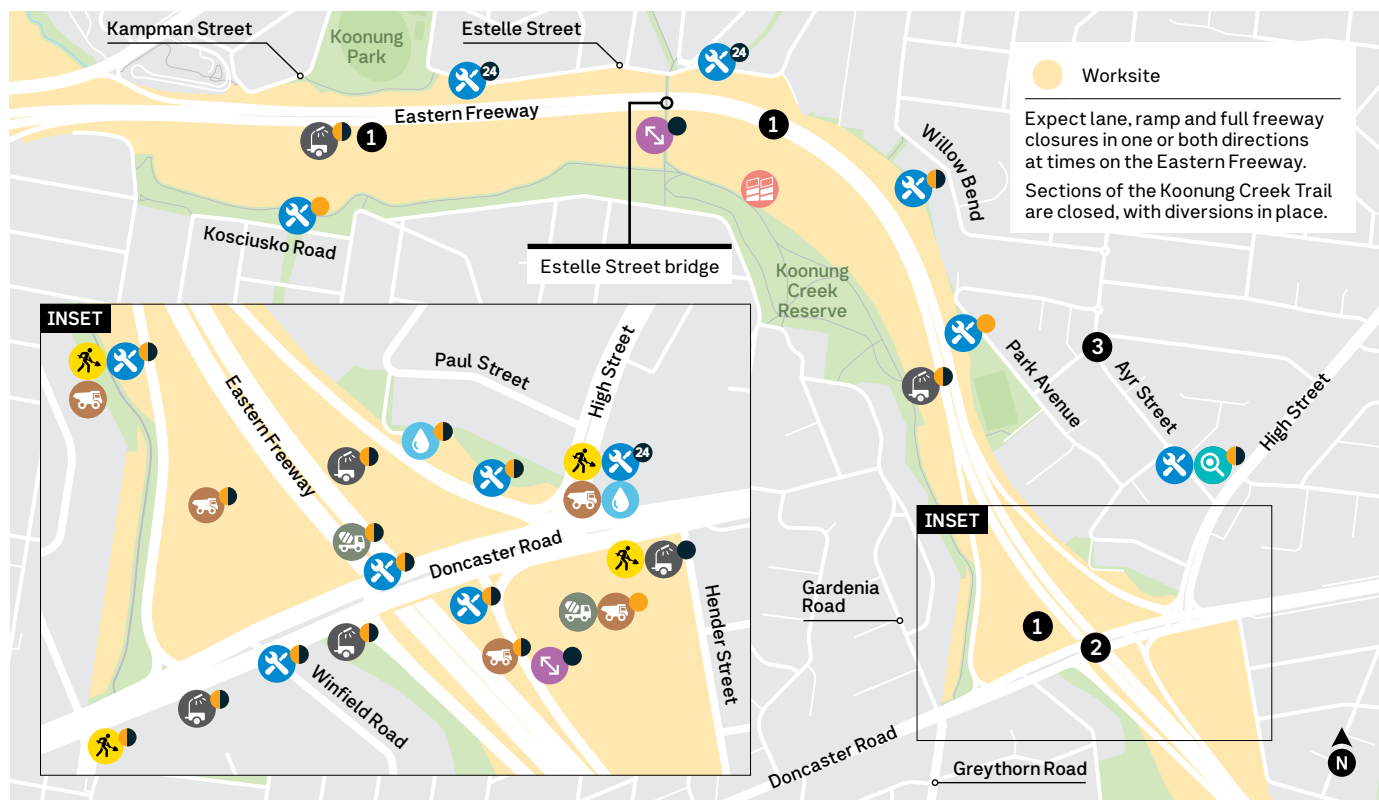 Kampman Street
Koonung
Park
Estelle Street
24
24
Eastern Freeway
1
1
Worksite
Expect lane, ramp and full freeway
closures in one or both directions
at times on the Eastern Freeway.
Sections of the Koonung Creek Trail
are closed, with diversions in place.
Willow Bend
Kosciusko Road
Estelle Street bridge
Koonung
Creek
Reserve
Park Avenue
3
Ayr Street
High Street
INSET
Paul Street
High Street
Eastern Freeway
24
Doncaster Road
Hender Street
Winfield Road
INSET
Gardenia
Road
1
2
Doncaster Road
Greythorn Road
N